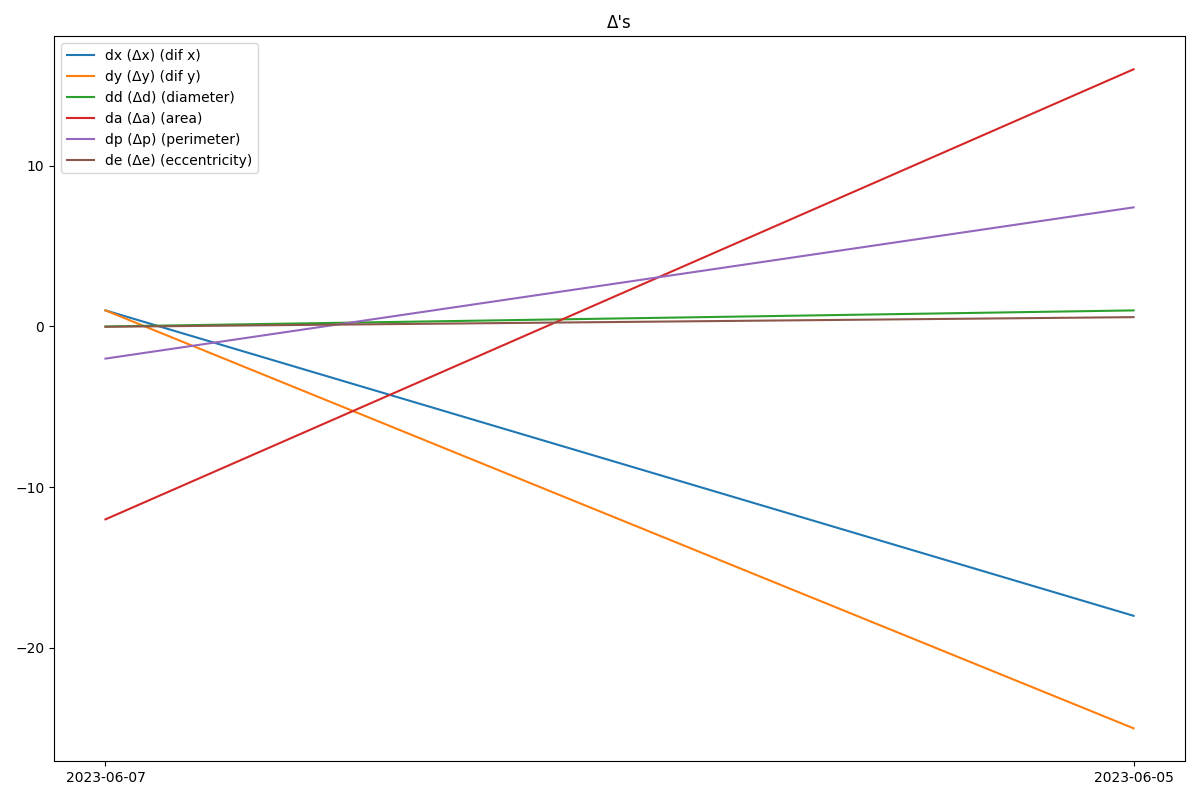 Δ's
dx (Δx) (dif x)
dy (Δy) (dif y)
dd (Δd) (diameter)
da (Δa) (area)
dp (Δp) (perimeter)
de (Δe) (eccentricity)
10
0
−10
−20
2023-06-07
2023-06-05